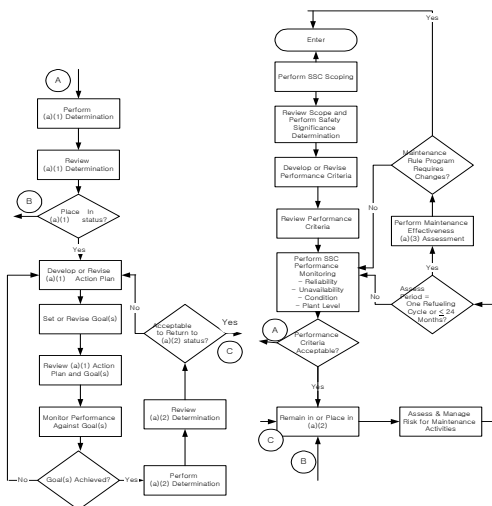 A
Perform
(a)(1) Determination
Review
(a)(1) Determination
B
Place In
(a)(1) status?
Yes
Develop or Revise
(a)(1) Action Plan
Set or Revise Goal(s)
Review (a)(1) Action
Plan and Goal(s)
Monitor Performance
Against Goal(s)
Goal(s) Achieved?
No
Yes
Perform
(a)(2) Determination
Review
(a)(2) Determination
Acceptable
to Return to
(a)(2) status?
No
Yes
C
Enter
Perform SSC Scoping
Review Scope and
Perform Safety
Significance
Determination
Develop or Revise
Performance Criteria
Review Performance
Criteria
Perform SSC
Performance
Monitoring
- Reliability
- Unavailability
- Condition
- Plant Level
A
Performance
Criteria
Acceptable?
Yes
Remain in or Place in
(a)(2)
C
B
Assess & Manage
Risk for Maintenance
Activities
Assess
Period =
One Refueling
Cycle or ≤ 24
Months?
No
Yes
Perform Maintenance
Effectiveness
(a)(3) Assessment
Maintenance
Rule Program
Requires
Changes?
No
Yes